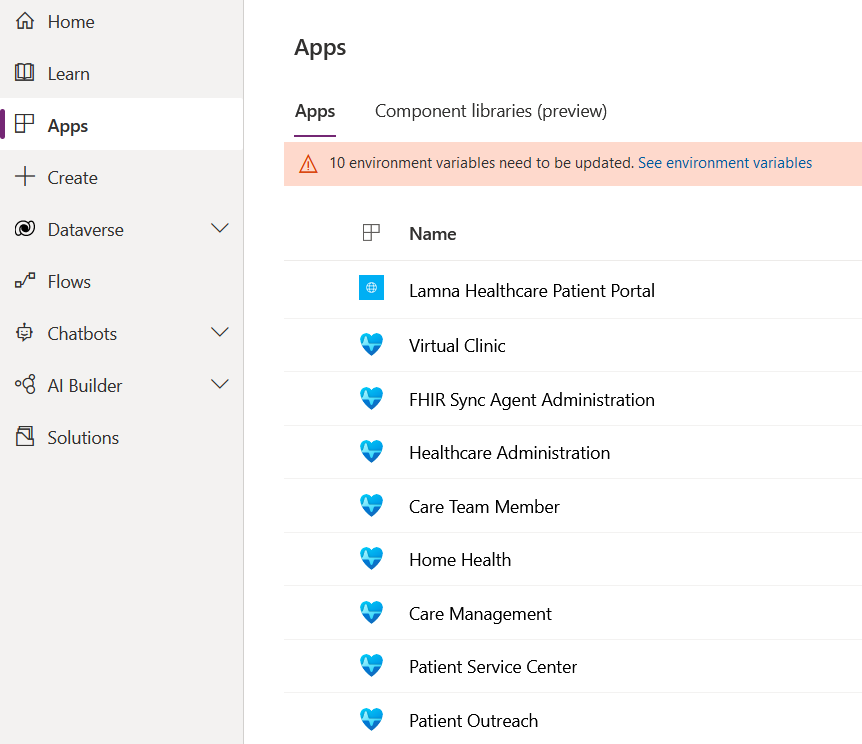 Home
Learn
Apps
Create
Dataverse
Flows
Chatbots
AI Builder
Solutions
Apps
Apps Component libraries (preview)
10 environment variables need to be updated. See environment variables
Name
Lamna Healthcare Patient Portal
Virtual Clinic
FHIR Sync Agent Administration
Healthcare Administration
Care Team Member
Home Health
Care Management
Patient Service Center
Patient Outreach